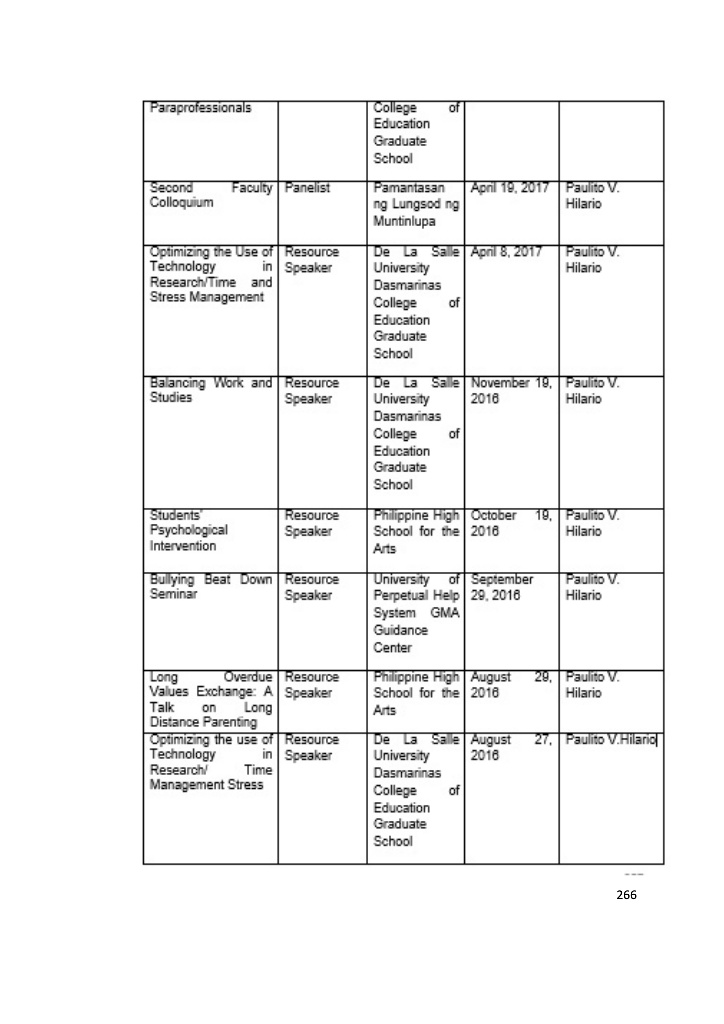 Paraprofessionals
College of
Education
Graduate
School
Second Faculty
Colloquium
Panelist
Pamantasan
ng Lungsod ng
Muntinlupa
April 19, 2017
Paulito V.
Hilario
Optimizing the Use of
Technology in
Research/Time and
Stress Management
Resource
Speaker
De La Salle
University
Dasmarinas
College of
Education
Graduate
School
April 8, 2017
Paulito V.
Hilario
Balancing Work and
Studies
Resource
Speaker
De La Salle
University
Dasmarinas
College of
Education
Graduate
School
November 19,
2016
Paulito V.
Hilario
Students'
Psychological
Intervention
Resource
Speaker
Philippine High
School for the
Arts
October 19,
2016
Paulito V.
Hilario
Bullying Beat Down
Seminar
Resource
Speaker
University of
Perpetual Help
System GMA
Guidance
Center
September
29, 2016
Paulito V.
Hilario
Long Overdue
Values Exchange: A
Talk on Long
Distance Parenting
Resource
Speaker
Philippine High
School for the
Arts
August 29,
2016
Paulito V.
Hilario
Optimizing the use of
Technology in
Research/ Time
Management Stress
Resource
Speaker
De La Salle
University
Dasmarinas
College of
Education
Graduate
School
August 27,
2016
Paulito V.Hilario
266